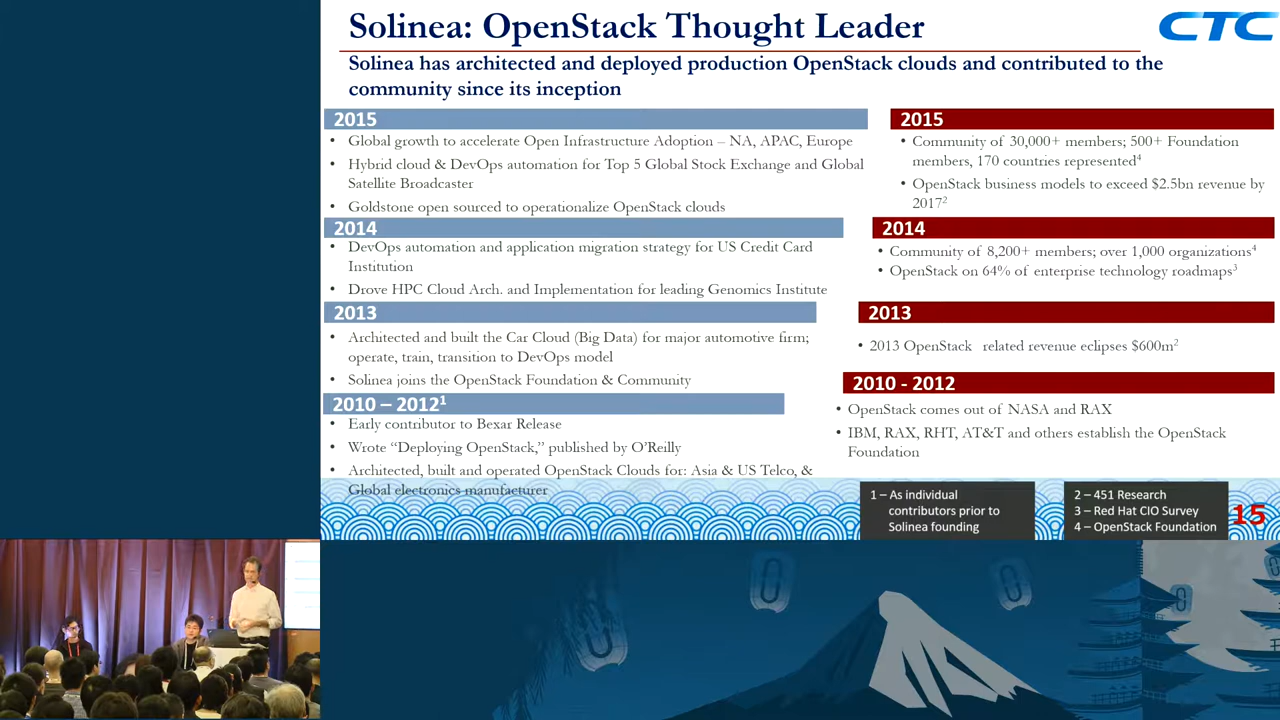 Solinea: OpenStack Thought Leader
CTC
Solinea has architected and deployed production OpenStack clouds and contributed to the
community since its inception
2015
• Global growth to accelerate Open Infrastructure Adoption – NA, APAC, Europe
• Hybrid cloud & DevOps automation for Top 5 Global Stock Exchange and Global
Satellite Broadcaster
• Goldstone open sourced to operationalize OpenStack clouds
2014
• DevOps automation and application migration strategy for US Credit Card
Institution
• Drove HPC Cloud Arch. and Implementation for leading Genomics Institute
2013
• Architected and built the Car Cloud (Big Data) for major automotive firm;
operate, train, transition to DevOps model
• Solinea joins the OpenStack Foundation & Community
2010 – 2012¹
• Early contributor to Bexar Release
• Wrote “Deploying OpenStack,” published by O’Reilly
• Architected, built and operated OpenStack Clouds for: Asia & US Telco, &
Global electronics manufacturer
2015
• Community of 30,000+ members; 500+ Foundation
members, 170 countries represented⁴
• OpenStack business models to exceed $2.5bn revenue by
2017²
2014
• Community of 8,200+ members; over 1,000 organizations⁴
• OpenStack on 64% of enterprise technology roadmaps³
2013
• 2013 OpenStack related revenue eclipses $600m²
2010 - 2012
• OpenStack comes out of NASA and RAX
• IBM, RAX, RHT, AT&T and others establish the OpenStack
Foundation
1 – As individual
contributors prior to
Solinea founding
2 – 451 Research
3 – Red Hat CIO Survey
4 – OpenStack Foundation
15